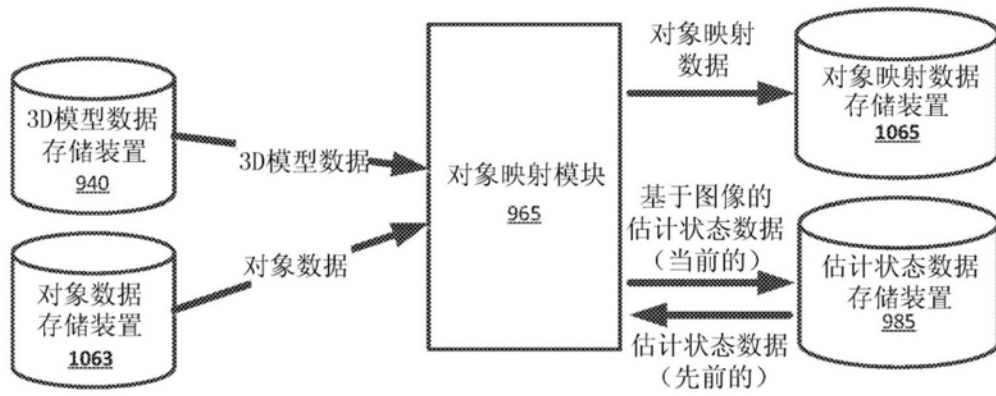 3D模型数据
存储装置
940
3D模型数据
对象数据
存储装置
1063
对象数据
对象映射模块
965
对象映射
数据
对象映射数据
存储装置
1065
基于图像的
估计状态数据
(当前的)
估计状态数据
(先前的)
估计状态数据
存储装置
985